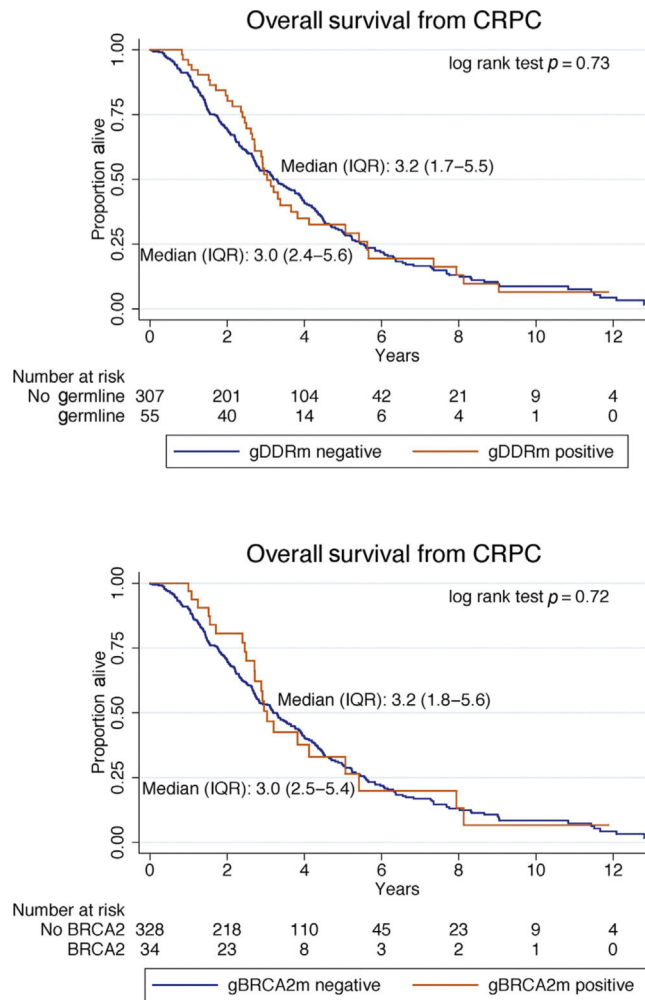 Overall survival from CRPC
log rank test p = 0.73
Proportion alive
1.00
0.75
0.50
0.25
0.00
Median (IQR): 3.2 (1.7–5.5)
Median (IQR): 3.0 (2.4–5.6)
0 2 4 6 8 10 12
Years
Number at risk
No germline 307 201 104 42 21 9 4
germline 55 40 14 6 4 1 0
gDDRm negative gDDRm positive
Overall survival from CRPC
log rank test p = 0.72
Proportion alive
1.00
0.75
0.50
0.25
0.00
Median (IQR): 3.2 (1.8–5.6)
Median (IQR): 3.0 (2.5–5.4)
0 2 4 6 8 10 12
Years
Number at risk
No BRCA2 328 218 110 45 23 9 4
BRCA2 34 23 8 3 2 1 0
gBRCA2m negative gBRCA2m positive